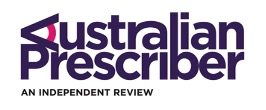 Australian
Prescriber
AN INDEPENDENT REVIEW